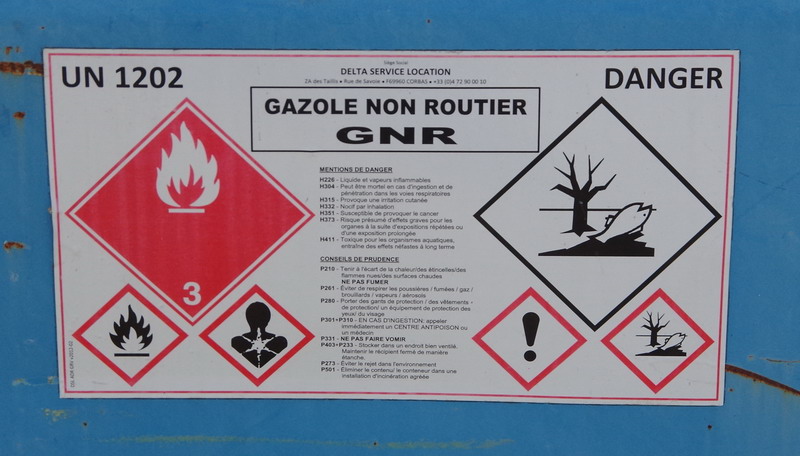 Siège social
UN 1202
DELTA SERVICE LOCATION
DANGER
ZA des Taillis • Rue de Savoie • F69960 CORBAS • +33 (0)4 72 90 00 10
GAZOLE NON ROUTIER
GNR
MENTIONS DE DANGER
H226 - Liquide et vapeurs inflammables
H304 - Peut être mortel en cas d'ingestion et de
pénétration dans les voies respiratoires
H315 - Provoque une irritation cutanée
H332 - Nocif par inhalation
H351 - Susceptible de provoquer le cancer
H373 - Risque présumé d'effets graves pour les
organes à la suite d'expositions répétées ou
d'une exposition prolongée
H411 - Toxique pour les organismes aquatiques,
entraîne des effets néfastes à long terme
CONSEILS DE PRUDENCE
P210 - Tenir à l'écart de la chaleur/des étincelles/des
flammes nues/des surfaces chaudes
NE PAS FUMER
P261 - Éviter de respirer les poussières / fumées / gaz /
brouillards / vapeurs / aérosols
P280 - Porter des gants de protection / des vêtements
de protection/ un équipement de protection des
yeux/ du visage
P301+P310 - EN CAS D'INGESTION: appeler
immédiatement un CENTRE ANTIPOISON ou
un médecin
P331 - NE PAS FAIRE VOMIR
P403+P233 - Stocker dans un endroit bien ventilé.
Maintenir le récipient fermé de manière
étanche.
P273 - Éviter le rejet dans l'environnement
P501 - Éliminer le contenu/ le conteneur dans une
installation d'incinération agréée
3